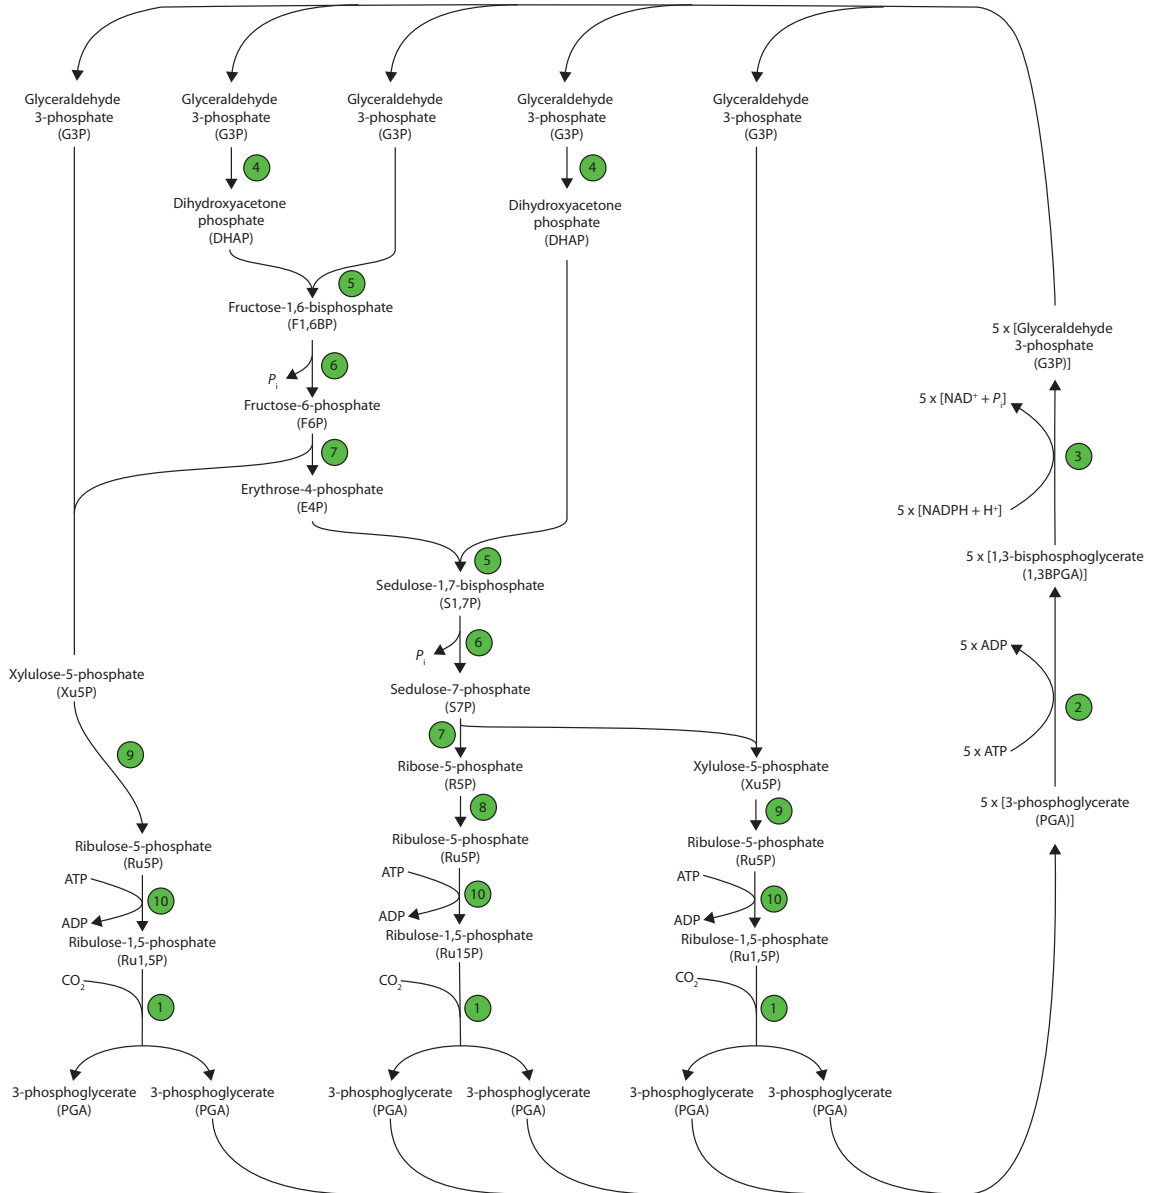 Glyceraldehyde
3-phosphate
(G3P)
Glyceraldehyde
3-phosphate
(G3P)
Glyceraldehyde
3-phosphate
(G3P)
Glyceraldehyde
3-phosphate
(G3P)
Glyceraldehyde
3-phosphate
(G3P)
4
4
Dihydroxyacetone
phosphate
(DHAP)
Dihydroxyacetone
phosphate
(DHAP)
5
Fructose-1,6-bisphosphate
(F1,6BP)
6
Pi
Fructose-6-phosphate
(F6P)
7
Erythrose-4-phosphate
(E4P)
5 x [Glyceraldehyde
3-phosphate
(G3P)]
5 x [NAD⁺ + Pi]
3
5 x [NADPH + H⁺]
5 x [1,3-bisphosphoglycerate
(1,3BPGA)]
5
Sedulose-1,7-bisphosphate
(S1,7P)
6
Pi
5 x ADP
2
5 x ATP
5 x [3-phosphoglycerate
(PGA)]
Xylulose-5-phosphate
(Xu5P)
Sedulose-7-phosphate
(S7P)
7
9
Ribose-5-phosphate
(R5P)
Xylulose-5-phosphate
(Xu5P)
8
9
Ribulose-5-phosphate
(Ru5P)
Ribulose-5-phosphate
(Ru5P)
Ribulose-5-phosphate
(Ru5P)
ATP
10
ADP
ATP
10
ADP
ATP
10
ADP
Ribulose-1,5-phosphate
(Ru1,5P)
Ribulose-1,5-phosphate
(Ru15P)
Ribulose-1,5-phosphate
(Ru1,5P)
CO₂
1
CO₂
1
CO₂
1
3-phosphoglycerate
(PGA)
3-phosphoglycerate
(PGA)
3-phosphoglycerate
(PGA)
3-phosphoglycerate
(PGA)
3-phosphoglycerate
(PGA)
3-phosphoglycerate
(PGA)